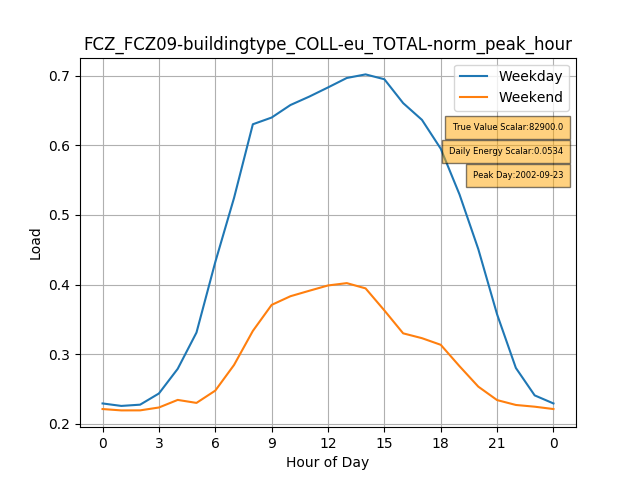 FCZ_FCZ09-buildingtype_COLL-eu_TOTAL-norm_peak_hour
0.7
0.6
0.5
0.4
0.3
0.2
Load
Weekday
Weekend
True Value Scalar:82900.0
Daily Energy Scalar:0.0534
Peak Day:2002-09-23
0 3 6 9 12 15 18 21 0
Hour of Day